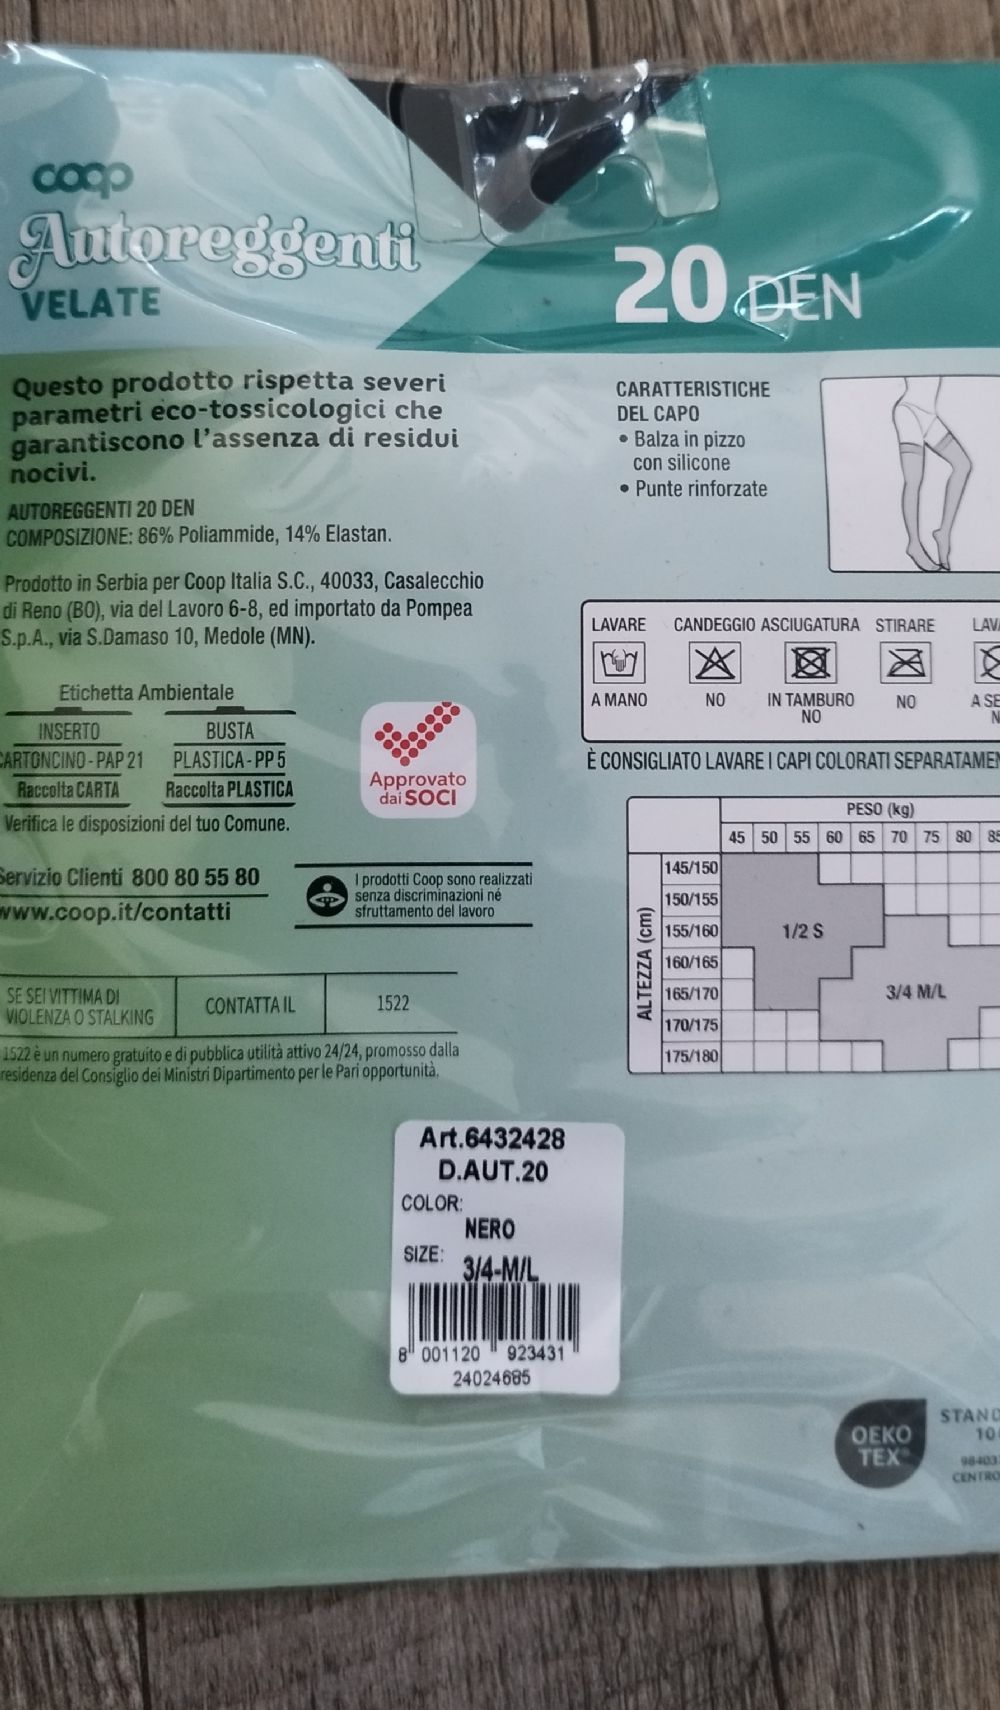 coop
Autoreggenti
VELATE
20 DEN
Questo prodotto rispetta severi
parametri eco-tossicologici che
garantiscono l'assenza di residui
nocivi.
AUTOREGGENTI 20 DEN
COMPOSIZIONE: 86% Poliammide, 14% Elastan.
Prodotto in Serbia per Coop Italia S.C., 40033, Casalecchio
di Reno (BO), via del Lavoro 6-8, ed importato da Pompea
S.p.A., via S.Damaso 10, Medole (MN).
Etichetta Ambientale
INSERTO BUSTA
CARTONCINO - PAP 21 PLASTICA - PP 5
Raccolta CARTA Raccolta PLASTICA
Verifica le disposizioni del tuo Comune.
Approvato
dai SOCI
Servizio Clienti 800 80 55 80
www.coop.it/contatti
I prodotti Coop sono realizzati
senza discriminazioni né
sfruttamento del lavoro
SE SEI VITTIMA DI
VIOLENZA O STALKING
CONTATTA IL
1522
1522 è un numero gratuito e di pubblica utilità attivo 24/24, promosso dalla
residenza del Consiglio dei Ministri Dipartimento per le Pari opportunità.
CARATTERISTICHE
DEL CAPO
• Balza in pizzo
con silicone
• Punte rinforzate
LAVARE CANDEGGIO ASCIUGATURA STIRARE LAVA
A MANO NO IN TAMBURO NO A SE
NO N
È CONSIGLIATO LAVARE I CAPI COLORATI SEPARATAMEN
PESO (kg)
45 50 55 60 65 70 75 80 85
ALTEZZA (cm)
145/150
150/155
155/160
160/165
165/170
170/175
175/180
1/2 S
3/4 M/L
Art.6432428
D.AUT.20
COLOR:
NERO
SIZE:
3/4-M/L
8 001120 923431
24024685
OEKO
TEX®
STAND
10
98403
CENTRO